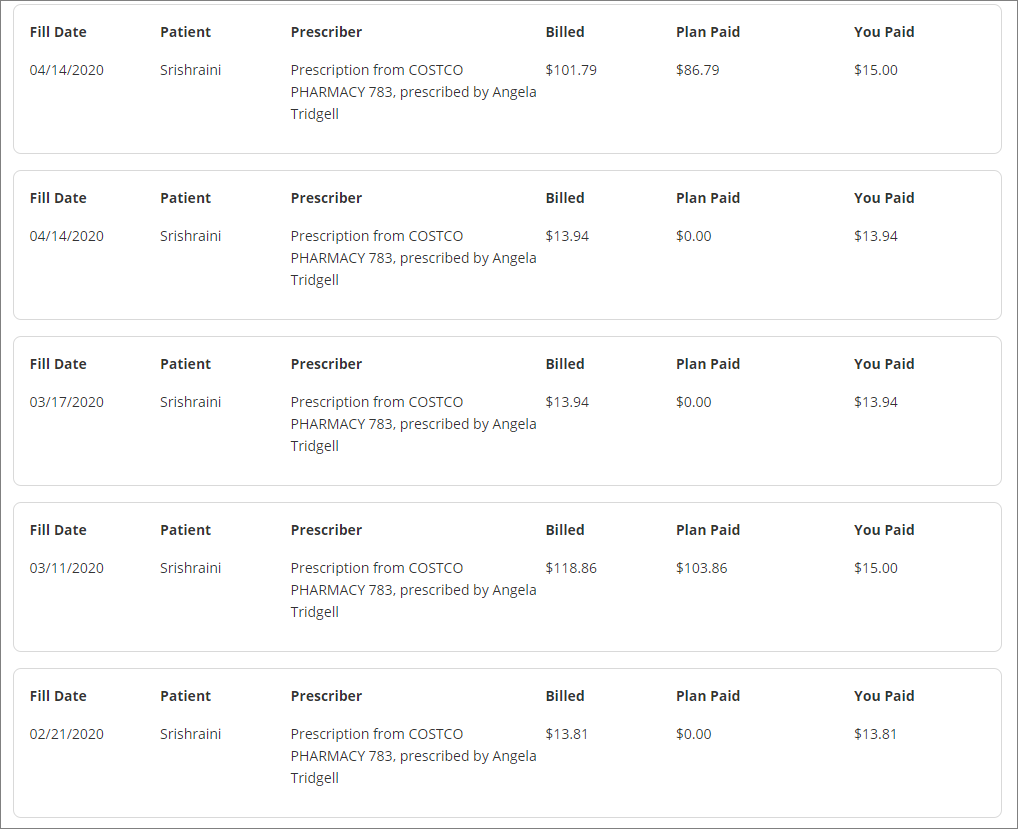 Fill Date Patient Prescriber Billed Plan Paid You Paid
04/14/2020 Srishraini Prescription from COSTCO $101.79 $86.79 $15.00
PHARMACY 783, prescribed by Angela
Tridgell
Fill Date Patient Prescriber Billed Plan Paid You Paid
04/14/2020 Srishraini Prescription from COSTCO $13.94 $0.00 $13.94
PHARMACY 783, prescribed by Angela
Tridgell
Fill Date Patient Prescriber Billed Plan Paid You Paid
03/17/2020 Srishraini Prescription from COSTCO $13.94 $0.00 $13.94
PHARMACY 783, prescribed by Angela
Tridgell
Fill Date Patient Prescriber Billed Plan Paid You Paid
03/11/2020 Srishraini Prescription from COSTCO $118.86 $103.86 $15.00
PHARMACY 783, prescribed by Angela
Tridgell
Fill Date Patient Prescriber Billed Plan Paid You Paid
02/21/2020 Srishraini Prescription from COSTCO $13.81 $0.00 $13.81
PHARMACY 783, prescribed by Angela
Tridgell